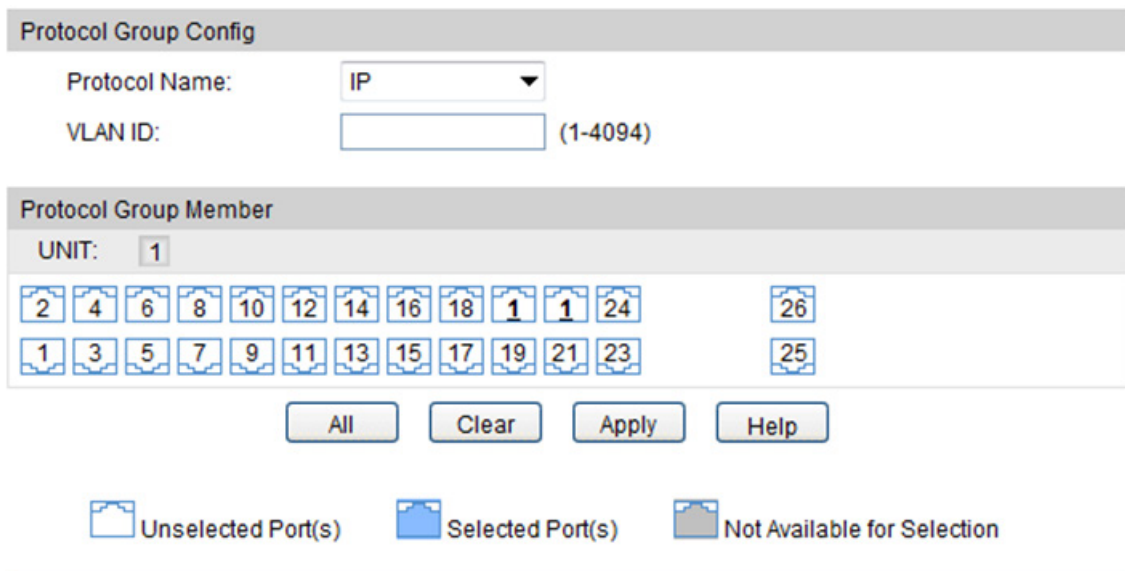 Protocol Group Config
Protocol Name: IP
VLAN ID: (1-4094)
Protocol Group Member
UNIT: 1
2 4 6 8 10 12 14 16 18 1 1 24 26
1 3 5 7 9 11 13 15 17 19 21 23 25
All Clear Apply Help
Unselected Port(s) Selected Port(s) Not Available for Selection